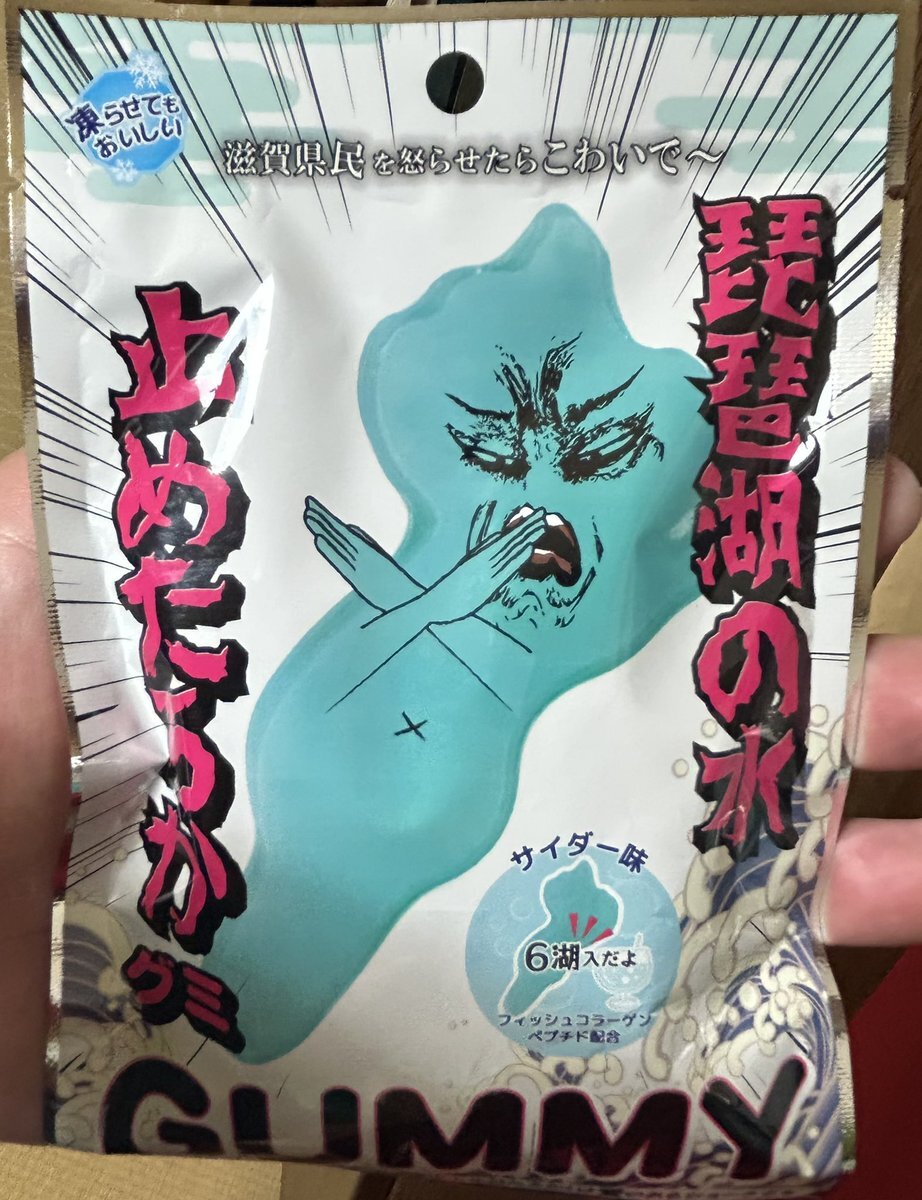 凍らせても
おいしい
滋賀県民を怒らせたらこわいで〜
琵琶湖の水
止めたろか
グミ
サイダー味
6湖入だよ
フィッシュコラーゲン
ペプチド配合
GUMMY